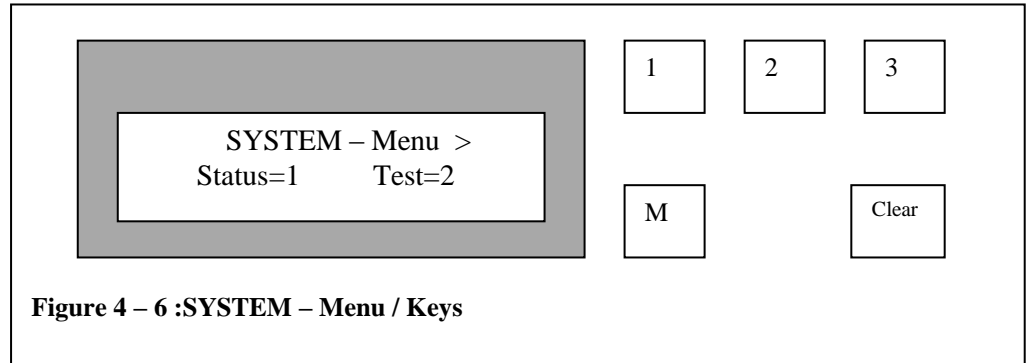 1 2 3
SYSTEM – Menu >
Status=1 Test=2
M Clear
Figure 4 – 6 :SYSTEM – Menu / Keys